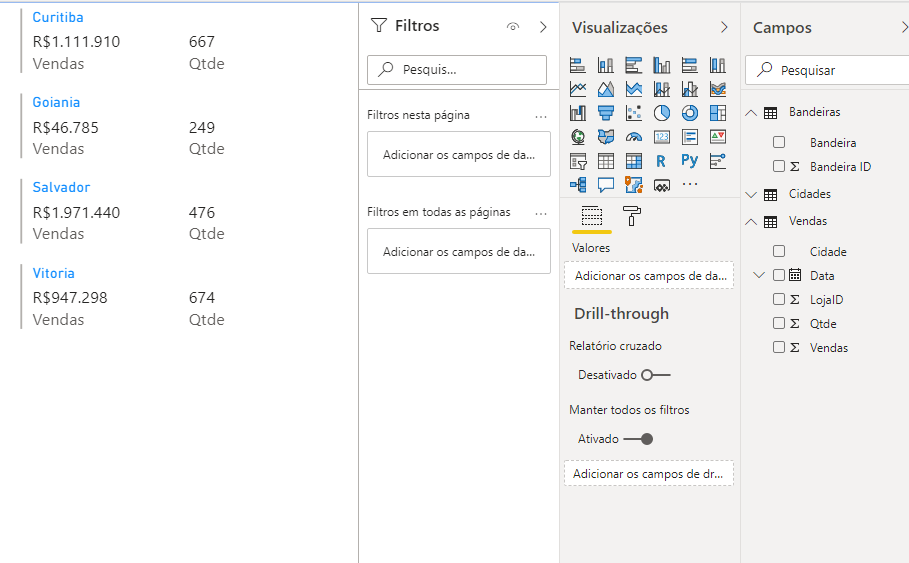 Curitiba
R$1.111.910 667
Vendas Qtde
Goiania
R$46.785 249
Vendas Qtde
Salvador
R$1.971.440 476
Vendas Qtde
Vitoria
R$947.298 674
Vendas Qtde
Filtros
Pesquis...
Filtros nesta página ...
Adicionar os campos de da...
Filtros em todas as páginas ...
Adicionar os campos de da...
Visualizações
123
R Py
...
Valores
Adicionar os campos de da...
Drill-through
Relatório cruzado
Desativado
Manter todos os filtros
Ativado
Adicionar os campos de dr...
Campos
Pesquisar
Bandeiras
Bandeira
Σ Bandeira ID
Cidades
Vendas
Cidade
Data
Σ LojaID
Σ Qtde
Σ Vendas